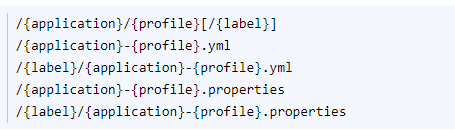 /{application}/{profile}[/{label}]
/{application}-{profile}.yml
/{label}/{application}-{profile}.yml
/{application}-{profile}.properties
/{label}/{application}-{profile}.properties